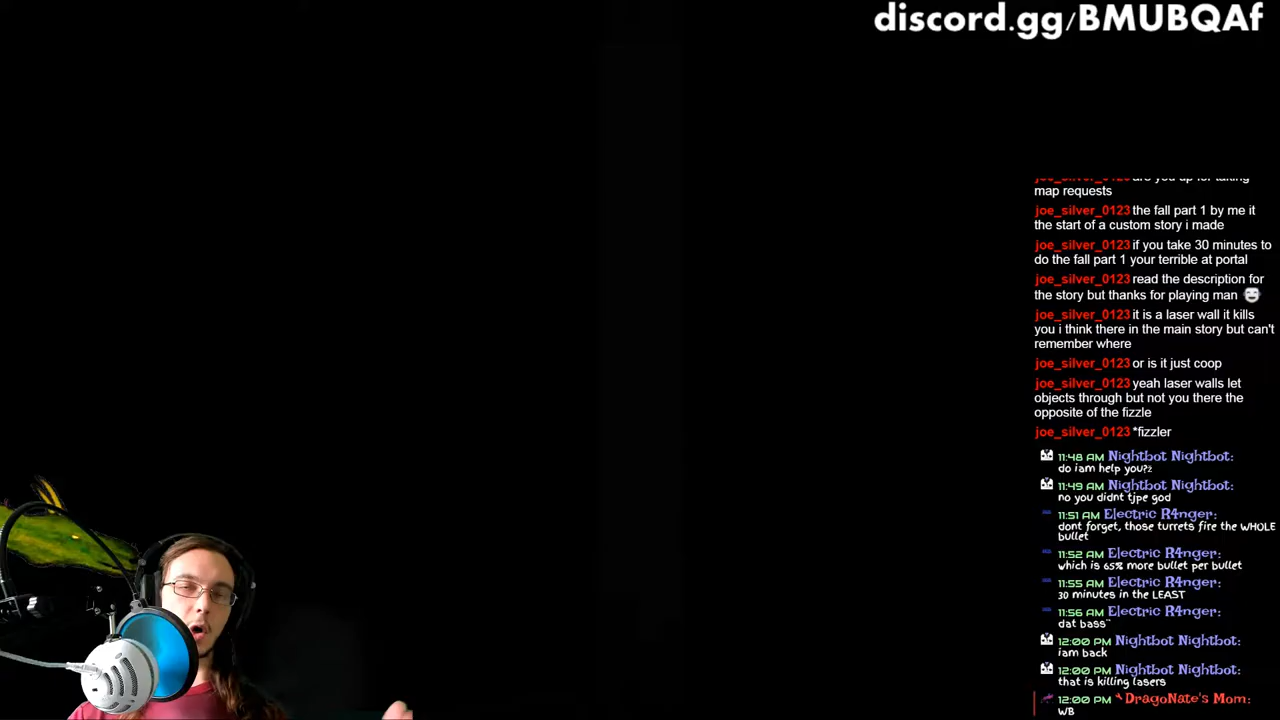 discord.gg/BMUBQAf
map requests
joe_silver_0123 the fall part 1 by me it
the start of a custom story i made
joe_silver_0123 if you take 30 minutes to
do the fall part 1 your terrible at portal
joe_silver_0123 read the description for
the story but thanks for playing man
joe_silver_0123 it is a laser wall it kills
you i think there in the main story but can't
remember where
joe_silver_0123 or is it just coop
joe_silver_0123 yeah laser walls let
objects through but not you there the
opposite of the fizzle
joe_silver_0123 *fizzler
11:48 AM Nightbot Nightbot:
do iam help you?
11:49 AM Nightbot Nightbot:
no you didnt tjpe god
11:51 AM Electric R4nger:
dont forget, those turrets fire the WHOLE
bullet
11:52 AM Electric R4nger:
which is 65% more bullet per bullet
11:55 AM Electric R4nger:
30 minutes in the LEAST
11:56 AM Electric R4nger:
dat bass~
12:00 PM Nightbot Nightbot:
iam back
12:00 PM Nightbot Nightbot:
that is killing lasers
12:00 PM DragoNate's Mom:
WB